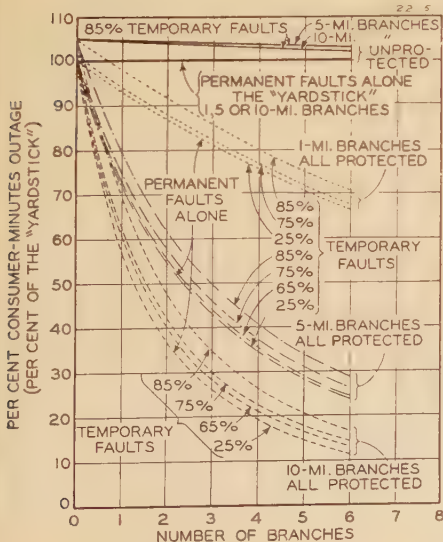 22 5
85% TEMPORARY FAULTS
5-MI. BRANCHES
10-MI. "
UNPROTECTED
PERMANENT FAULTS ALONE
THE "YARDSTICK"
1,5 OR 10-MI. BRANCHES
1-MI. BRANCHES
ALL PROTECTED
PERMANENT
FAULTS
ALONE
85%
75%
25%
TEMPORARY
FAULTS
85%
75%
65%
25%
5-MI. BRANCHES
ALL PROTECTED
85%
75%
65%
25%
TEMPORARY
FAULTS
10-MI. BRANCHES
ALL PROTECTED
PER CENT CONSUMER-MINUTES OUTAGE
(PER CENT OF THE "YARDSTICK")
110
100
90
80
70
60
50
40
30
20
10
0
0 1 2 3 4 5 6 7 8
NUMBER OF BRANCHES